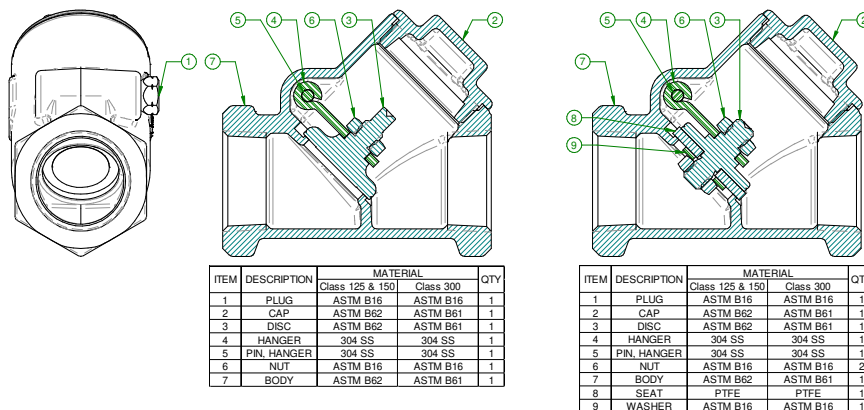 5 4 6 3 2
1 7
5 4 6 3 2
7
8
9
ITEM DESCRIPTION MATERIAL QTY
Class 125 & 150 Class 300
1 PLUG ASTM B16 ASTM B16 1
2 CAP ASTM B62 ASTM B61 1
3 DISC ASTM B62 ASTM B61 1
4 HANGER 304 SS 304 SS 1
5 PIN, HANGER 304 SS 304 SS 1
6 NUT ASTM B16 ASTM B16 1
7 BODY ASTM B62 ASTM B61 1
ITEM DESCRIPTION MATERIAL
Class 125 & 150 Class 300
1 PLUG ASTM B16 ASTM B16 1
2 CAP ASTM B62 ASTM B61 1
3 DISC ASTM B62 ASTM B61 1
4 HANGER 304 SS 304 SS 1
5 PIN, HANGER 304 SS 304 SS 1
6 NUT ASTM B16 ASTM B16 2
7 BODY ASTM B62 ASTM B61 1
8 SEAT PTFE PTFE 1
9 WASHER ASTM B16 ASTM B16 1